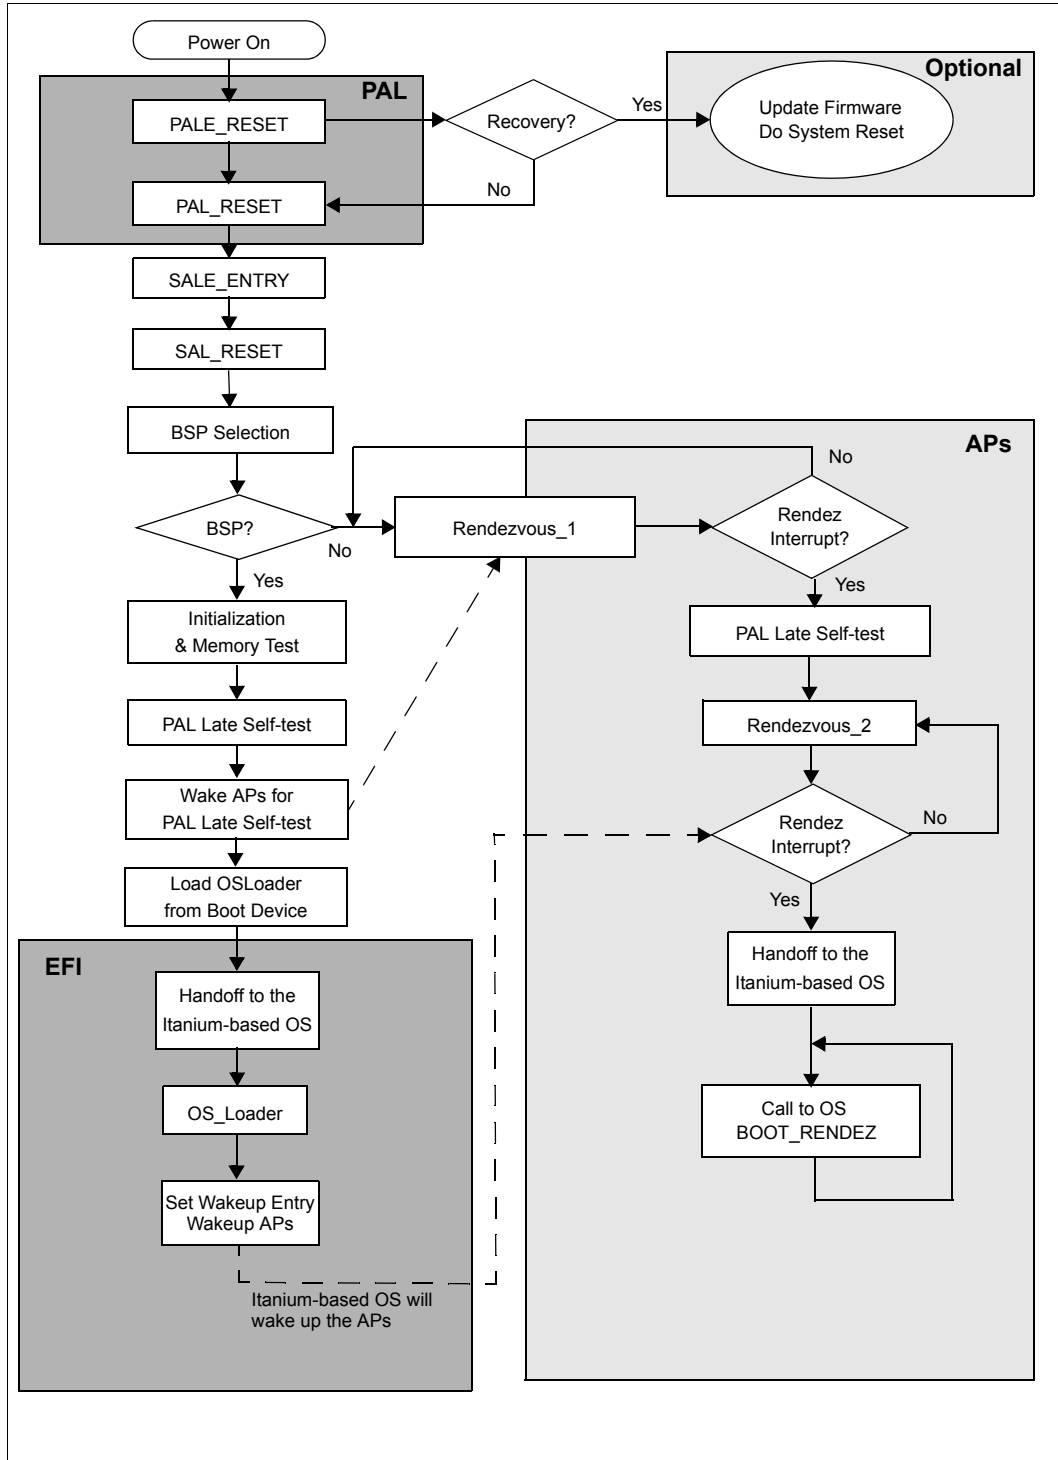 Power On
PAL
PALE_RESET
Recovery?
Yes
Optional
Update Firmware
Do System Reset
No
PAL_RESET
SALE_ENTRY
SAL_RESET
BSP Selection
BSP?
No
Yes
Rendezvous_1
APs
No
Rendez
Interrupt?
Yes
Initialization
& Memory Test
PAL Late Self-test
PAL Late Self-test
Rendezvous_2
Wake APs for
PAL Late Self-test
Rendez
Interrupt?
No
Yes
Load OSLoader
from Boot Device
EFI
Handoff to the
Itanium-based OS
Handoff to the
Itanium-based OS
OS_Loader
Call to OS
BOOT_RENDEZ
Set Wakeup Entry
Wakeup APs
Itanium-based OS will
wake up the APs